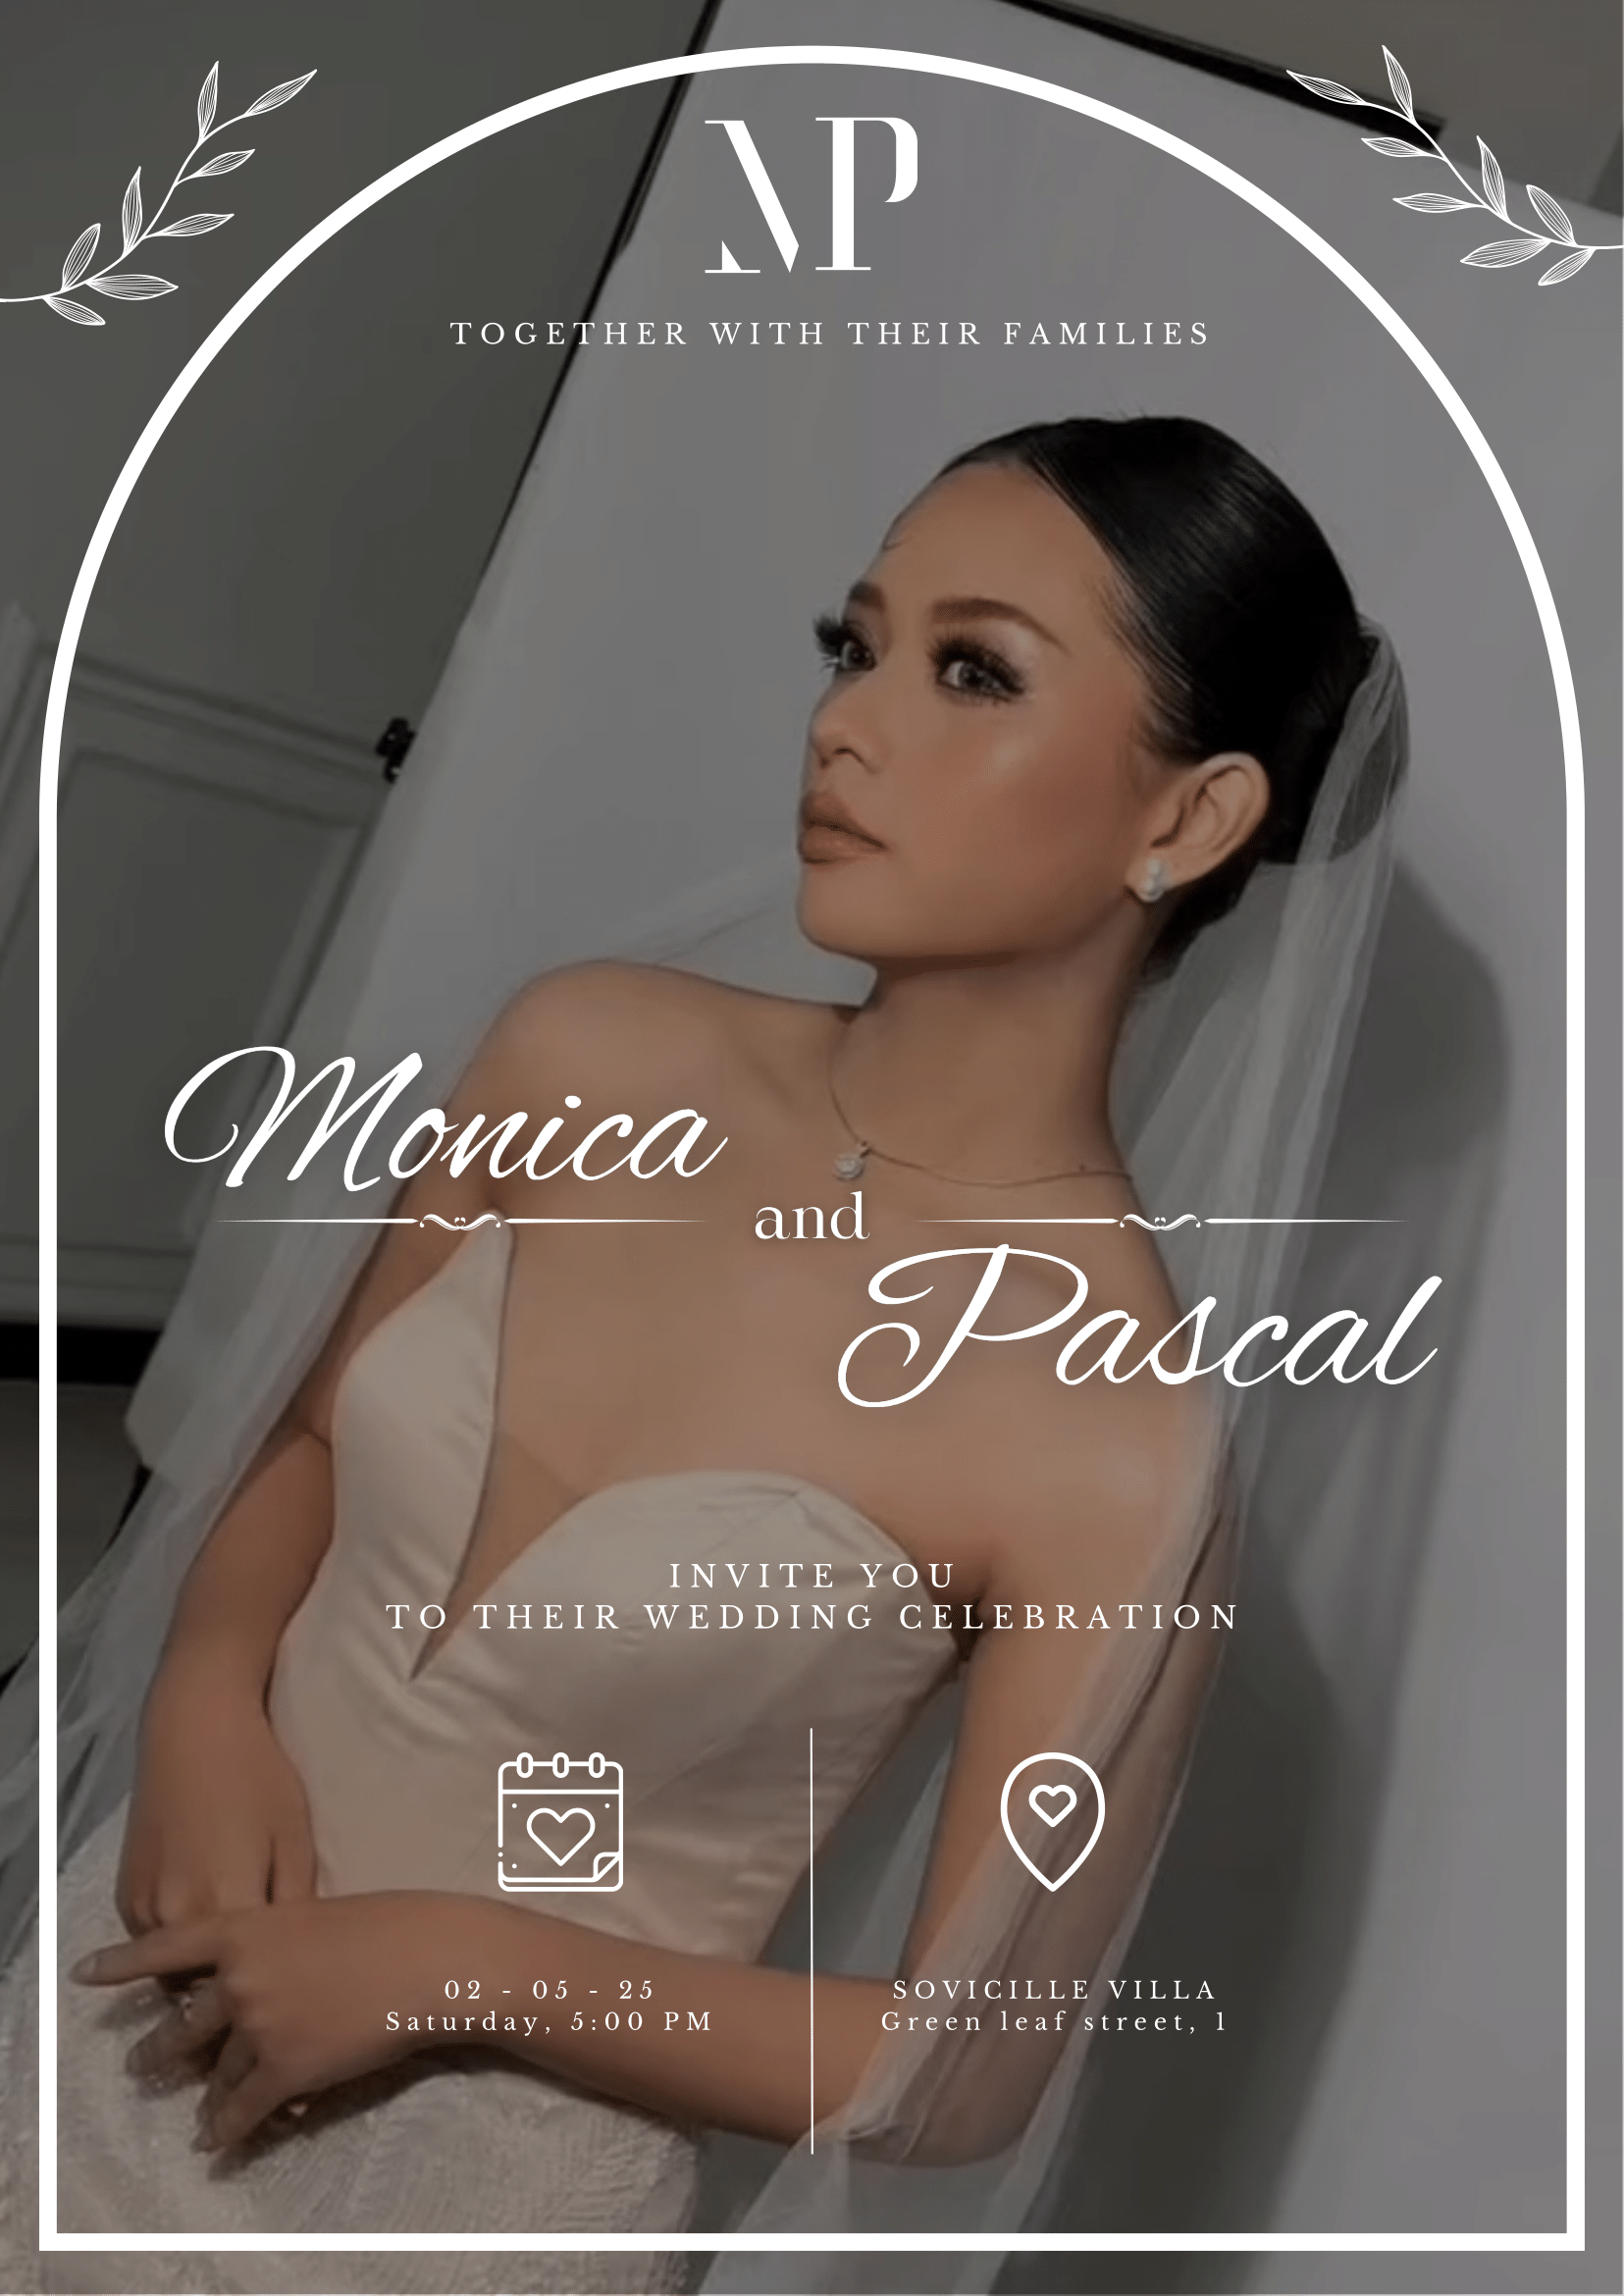 MP
TOGETHER WITH THEIR FAMILIES
Monica
and
Pascal
INVITE YOU
TO THEIR WEDDING CELEBRATION
02 - 05 - 25
Saturday, 5:00 PM
SOVICILLE VILLA
Green leaf street, 1